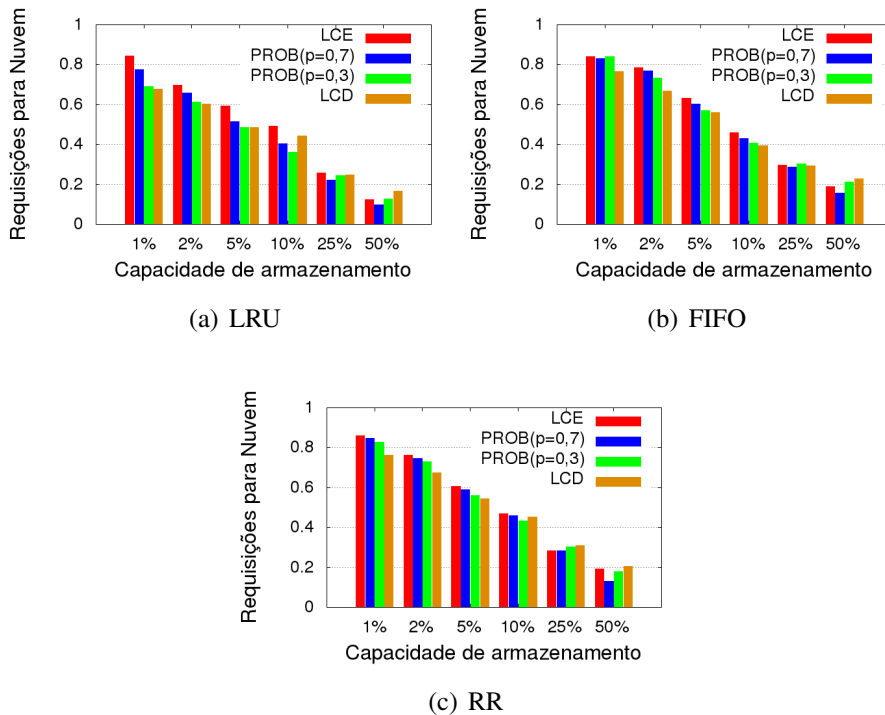 Requisições para Nuvem
1
0.8
0.6
0.4
0.2
0
LCE
PROB(p=0,7)
PROB(p=0,3)
LCD
1% 2% 5% 10% 25% 50%
Capacidade de armazenamento
(a) LRU
Requisições para Nuvem
1
0.8
0.6
0.4
0.2
0
LCE
PROB(p=0,7)
PROB(p=0,3)
LCD
1% 2% 5% 10% 25% 50%
Capacidade de armazenamento
(b) FIFO
Requisições para Nuvem
1
0.8
0.6
0.4
0.2
0
LCE
PROB(p=0,7)
PROB(p=0,3)
LCD
1% 2% 5% 10% 25% 50%
Capacidade de armazenamento
(c) RR